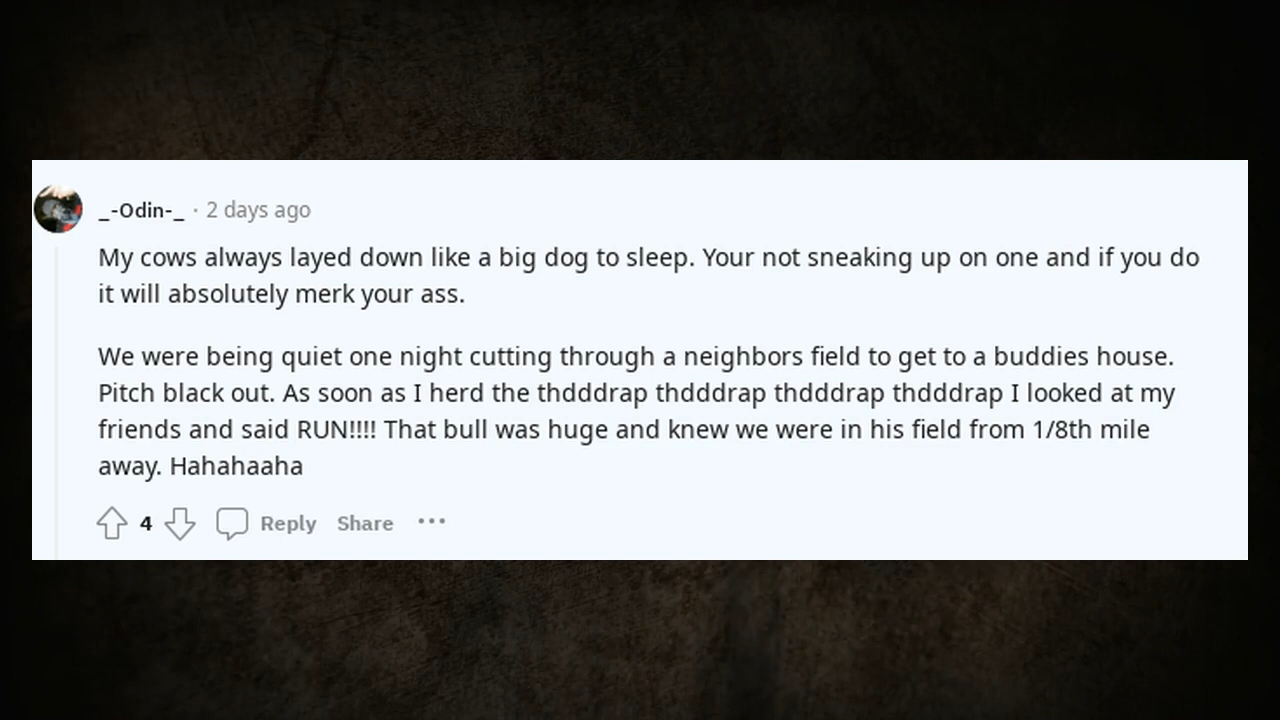 _-Odin-_ · 2 days ago
My cows always layed down like a big dog to sleep. Your not sneaking up on one and if you do
it will absolutely merk your ass.
We were being quiet one night cutting through a neighbors field to get to a buddies house.
Pitch black out. As soon as I herd the thdddrap thdddrap thdddrap thdddrap I looked at my
friends and said RUN!!!! That bull was huge and knew we were in his field from 1/8th mile
away. Hahahaaha
4 Reply Share ···